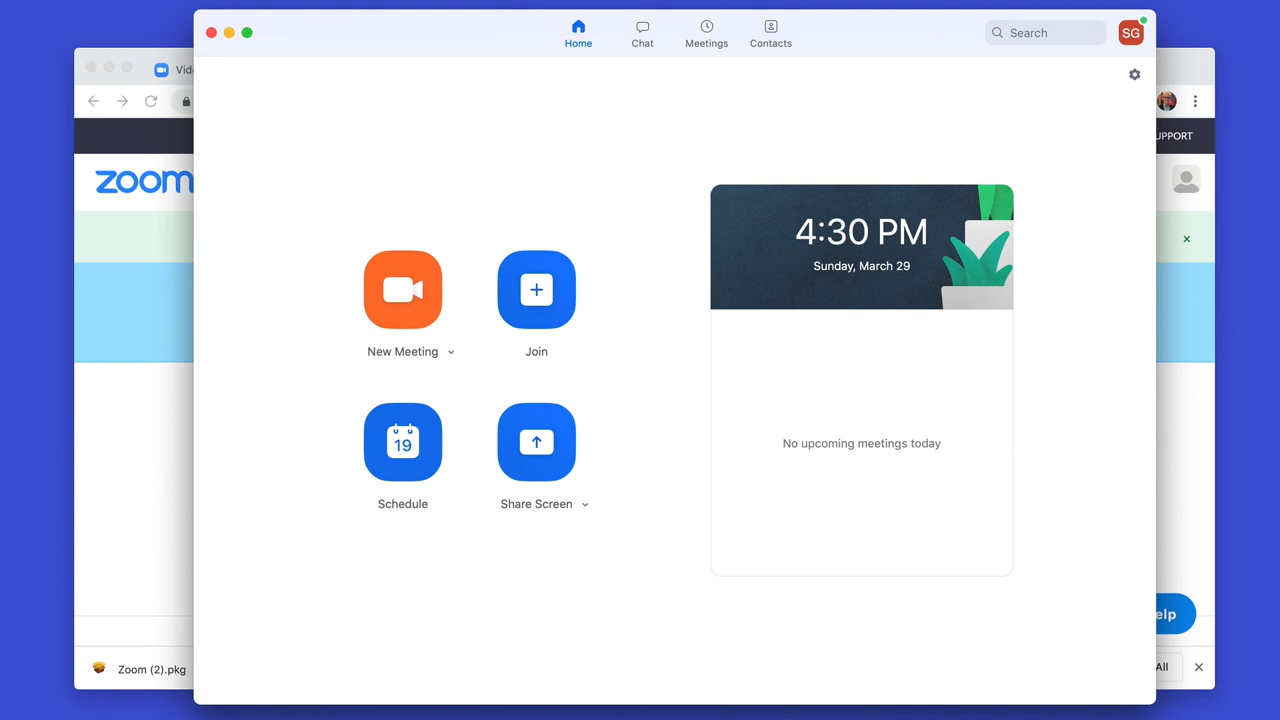 Home
Chat
Meetings
Contacts
Search
SG
Vid
UPPORT
zoom
4:30 PM
Sunday, March 29
New Meeting
Join
19
Schedule
Share Screen
No upcoming meetings today
elp
Zoom (2).pkg
All